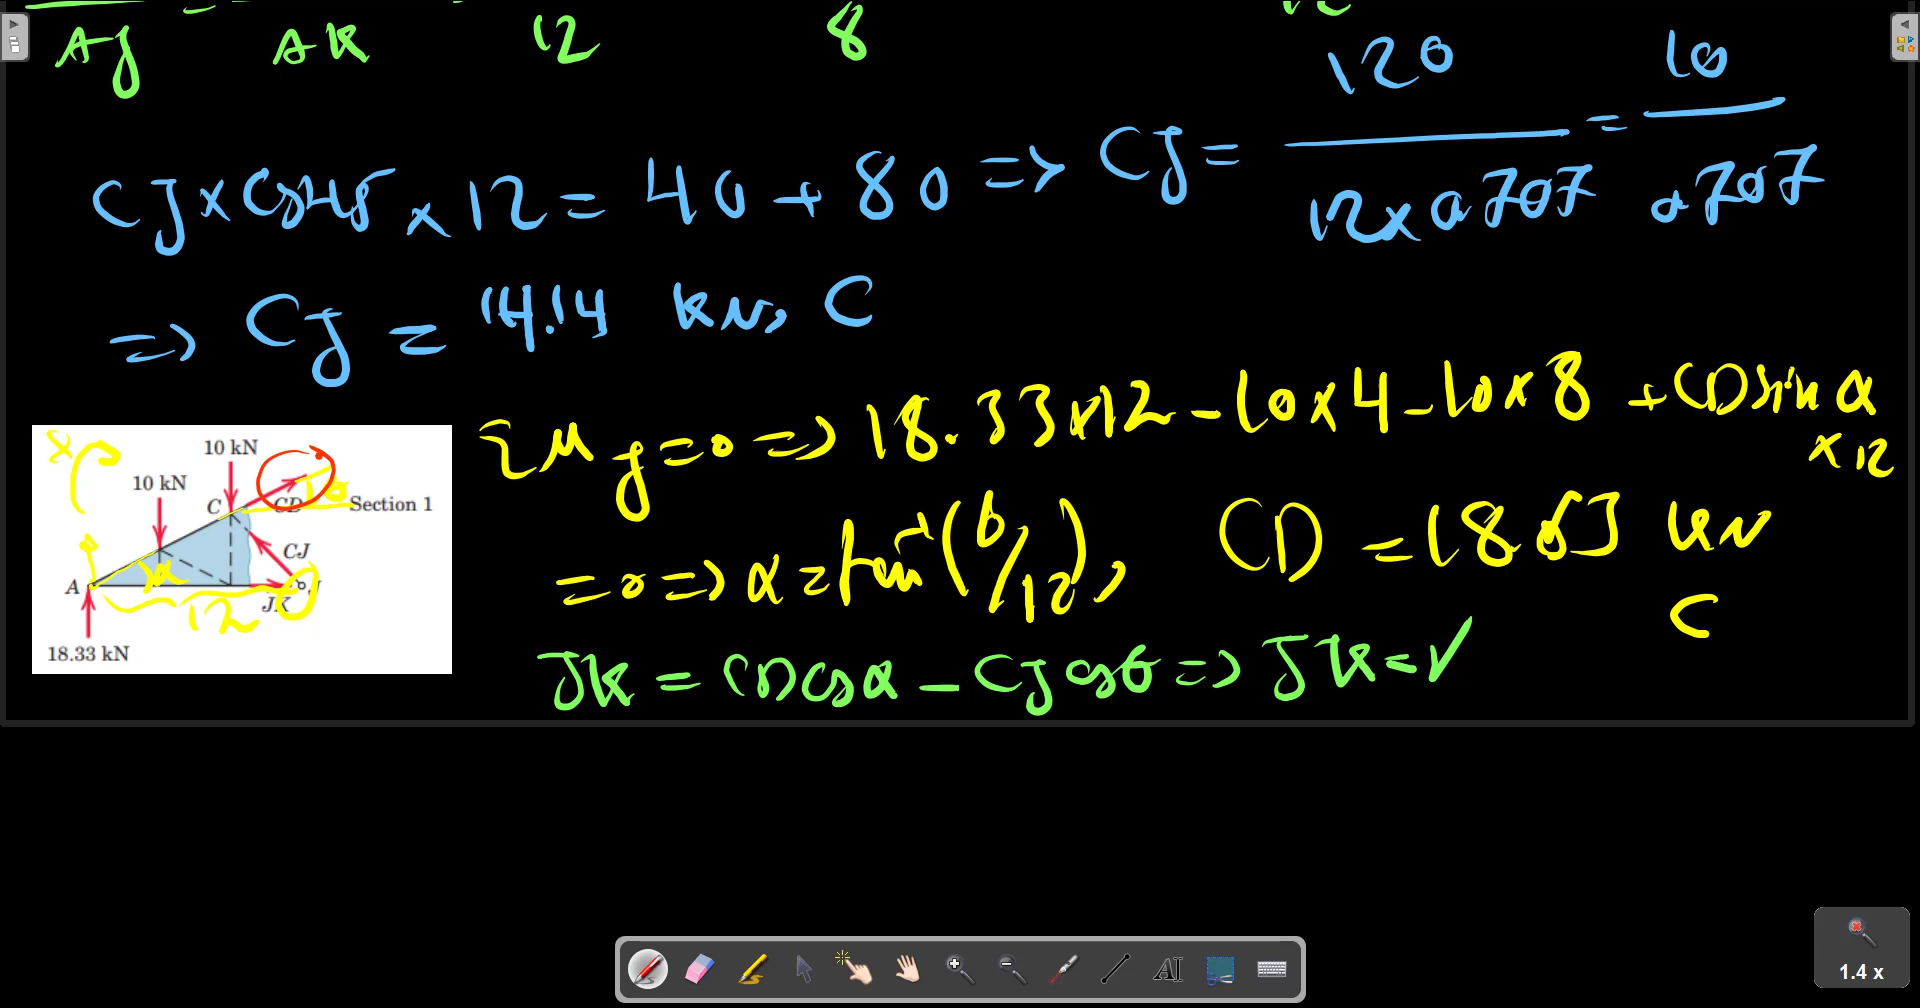 AJ AK 12 8
CJ × Cos45 × 12 = 40 + 80 => CJ = 120 / 12×0.707 = 10 / 0.707
=> CJ = 14.14 kN, C
ΣM J = 0 => 18.33×12 - 10×4 - 10×8 + CD sin α × 12
= 0 => α = tan⁻¹(6/12), CD = 18.63 kN
C
JK = CD cos α - CJ cos θ => JK = ✓
10 kN
10 kN
C
CD
Section 1
CJ
A
α
JK
J
12
18.33 kN
1.4 x